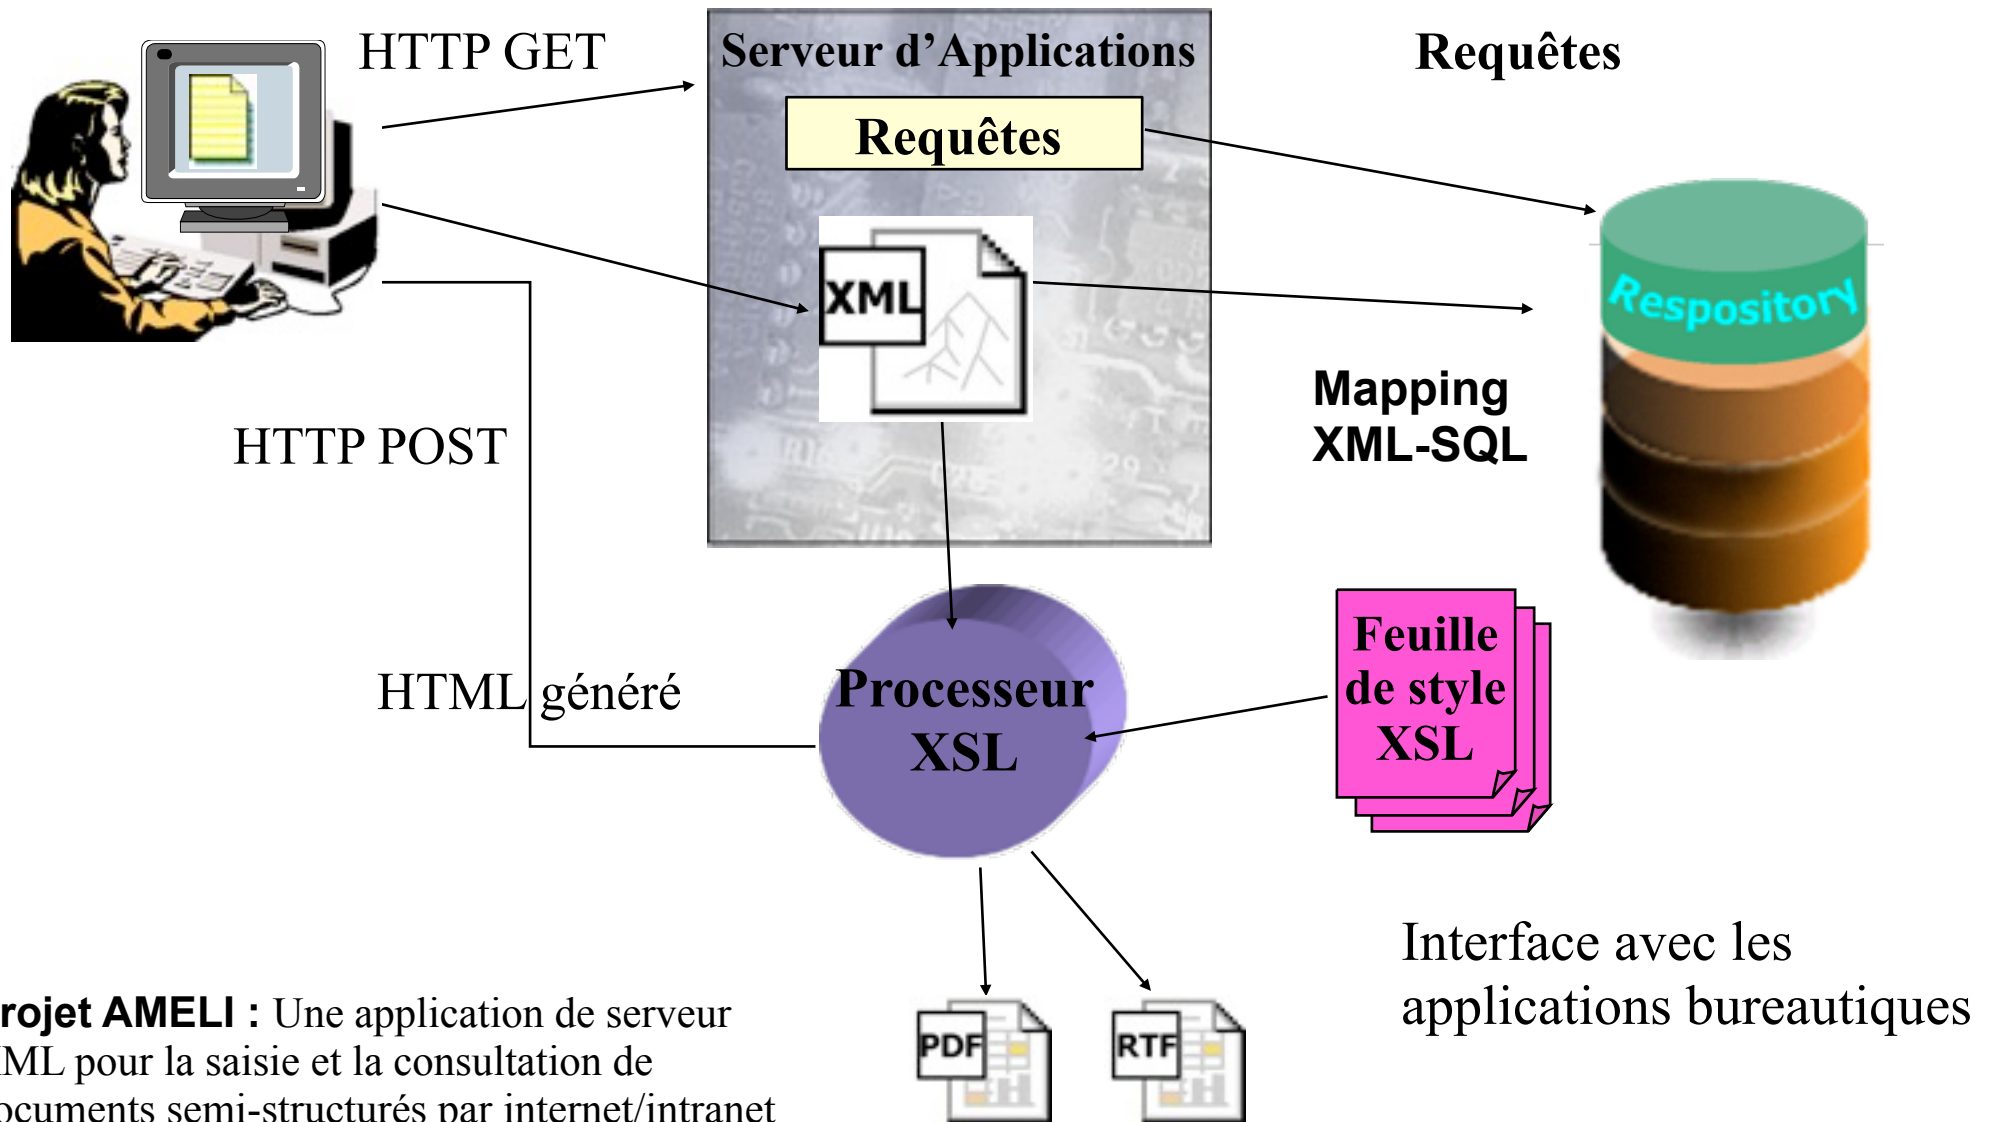 HTTP GET
Serveur d’Applications
Requêtes
Requêtes
XML
Respository
Mapping
XML-SQL
HTTP POST
Feuille
de style
XSL
HTML généré
Processeur
XSL
Interface avec les
applications bureautiques
rojet AMELI : Une application de serveur
ML pour la saisie et la consultation de
ocuments semi-structurés par internet/intranet
PDF
RTF